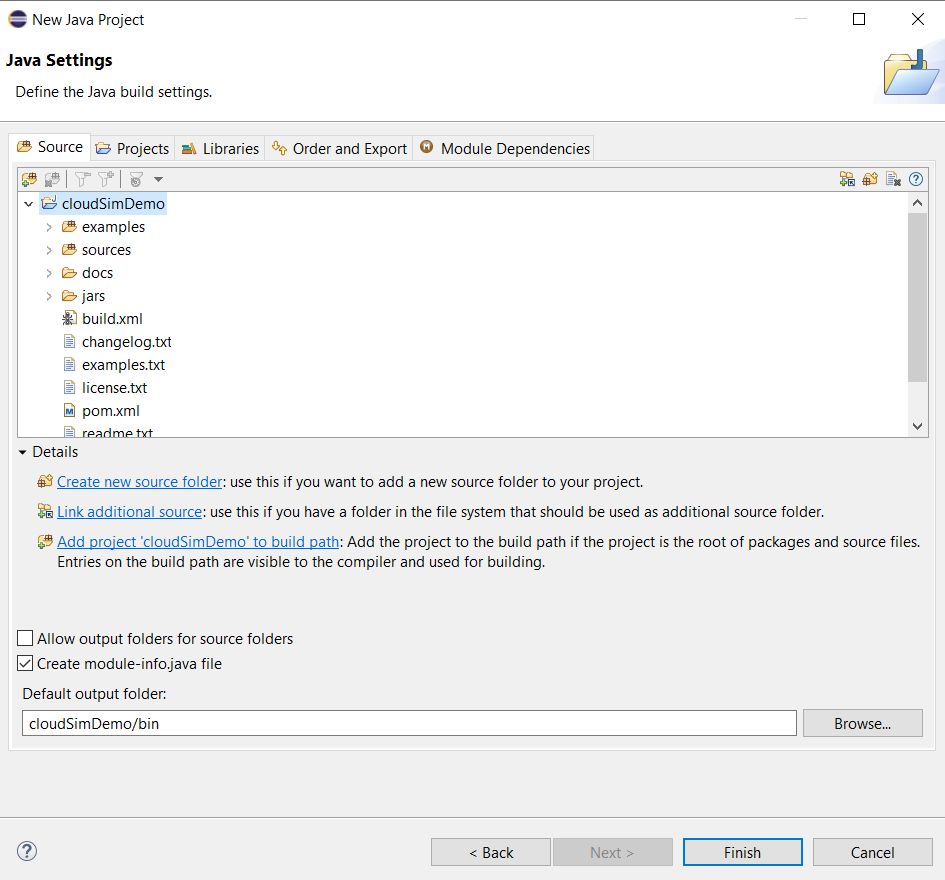 New Java Project
Java Settings
Define the Java build settings.
Source Projects Libraries Order and Export Module Dependencies
cloudSimDemo
examples
sources
docs
jars
build.xml
changelog.txt
examples.txt
license.txt
pom.xml
readme.txt
Details
Create new source folder: use this if you want to add a new source folder to your project.
Link additional source: use this if you have a folder in the file system that should be used as additional source folder.
Add project 'cloudSimDemo' to build path: Add the project to the build path if the project is the root of packages and source files.
Entries on the build path are visible to the compiler and used for building.
Allow output folders for source folders
Create module-info.java file
Default output folder:
cloudSimDemo/bin Browse...
< Back Next > Finish Cancel